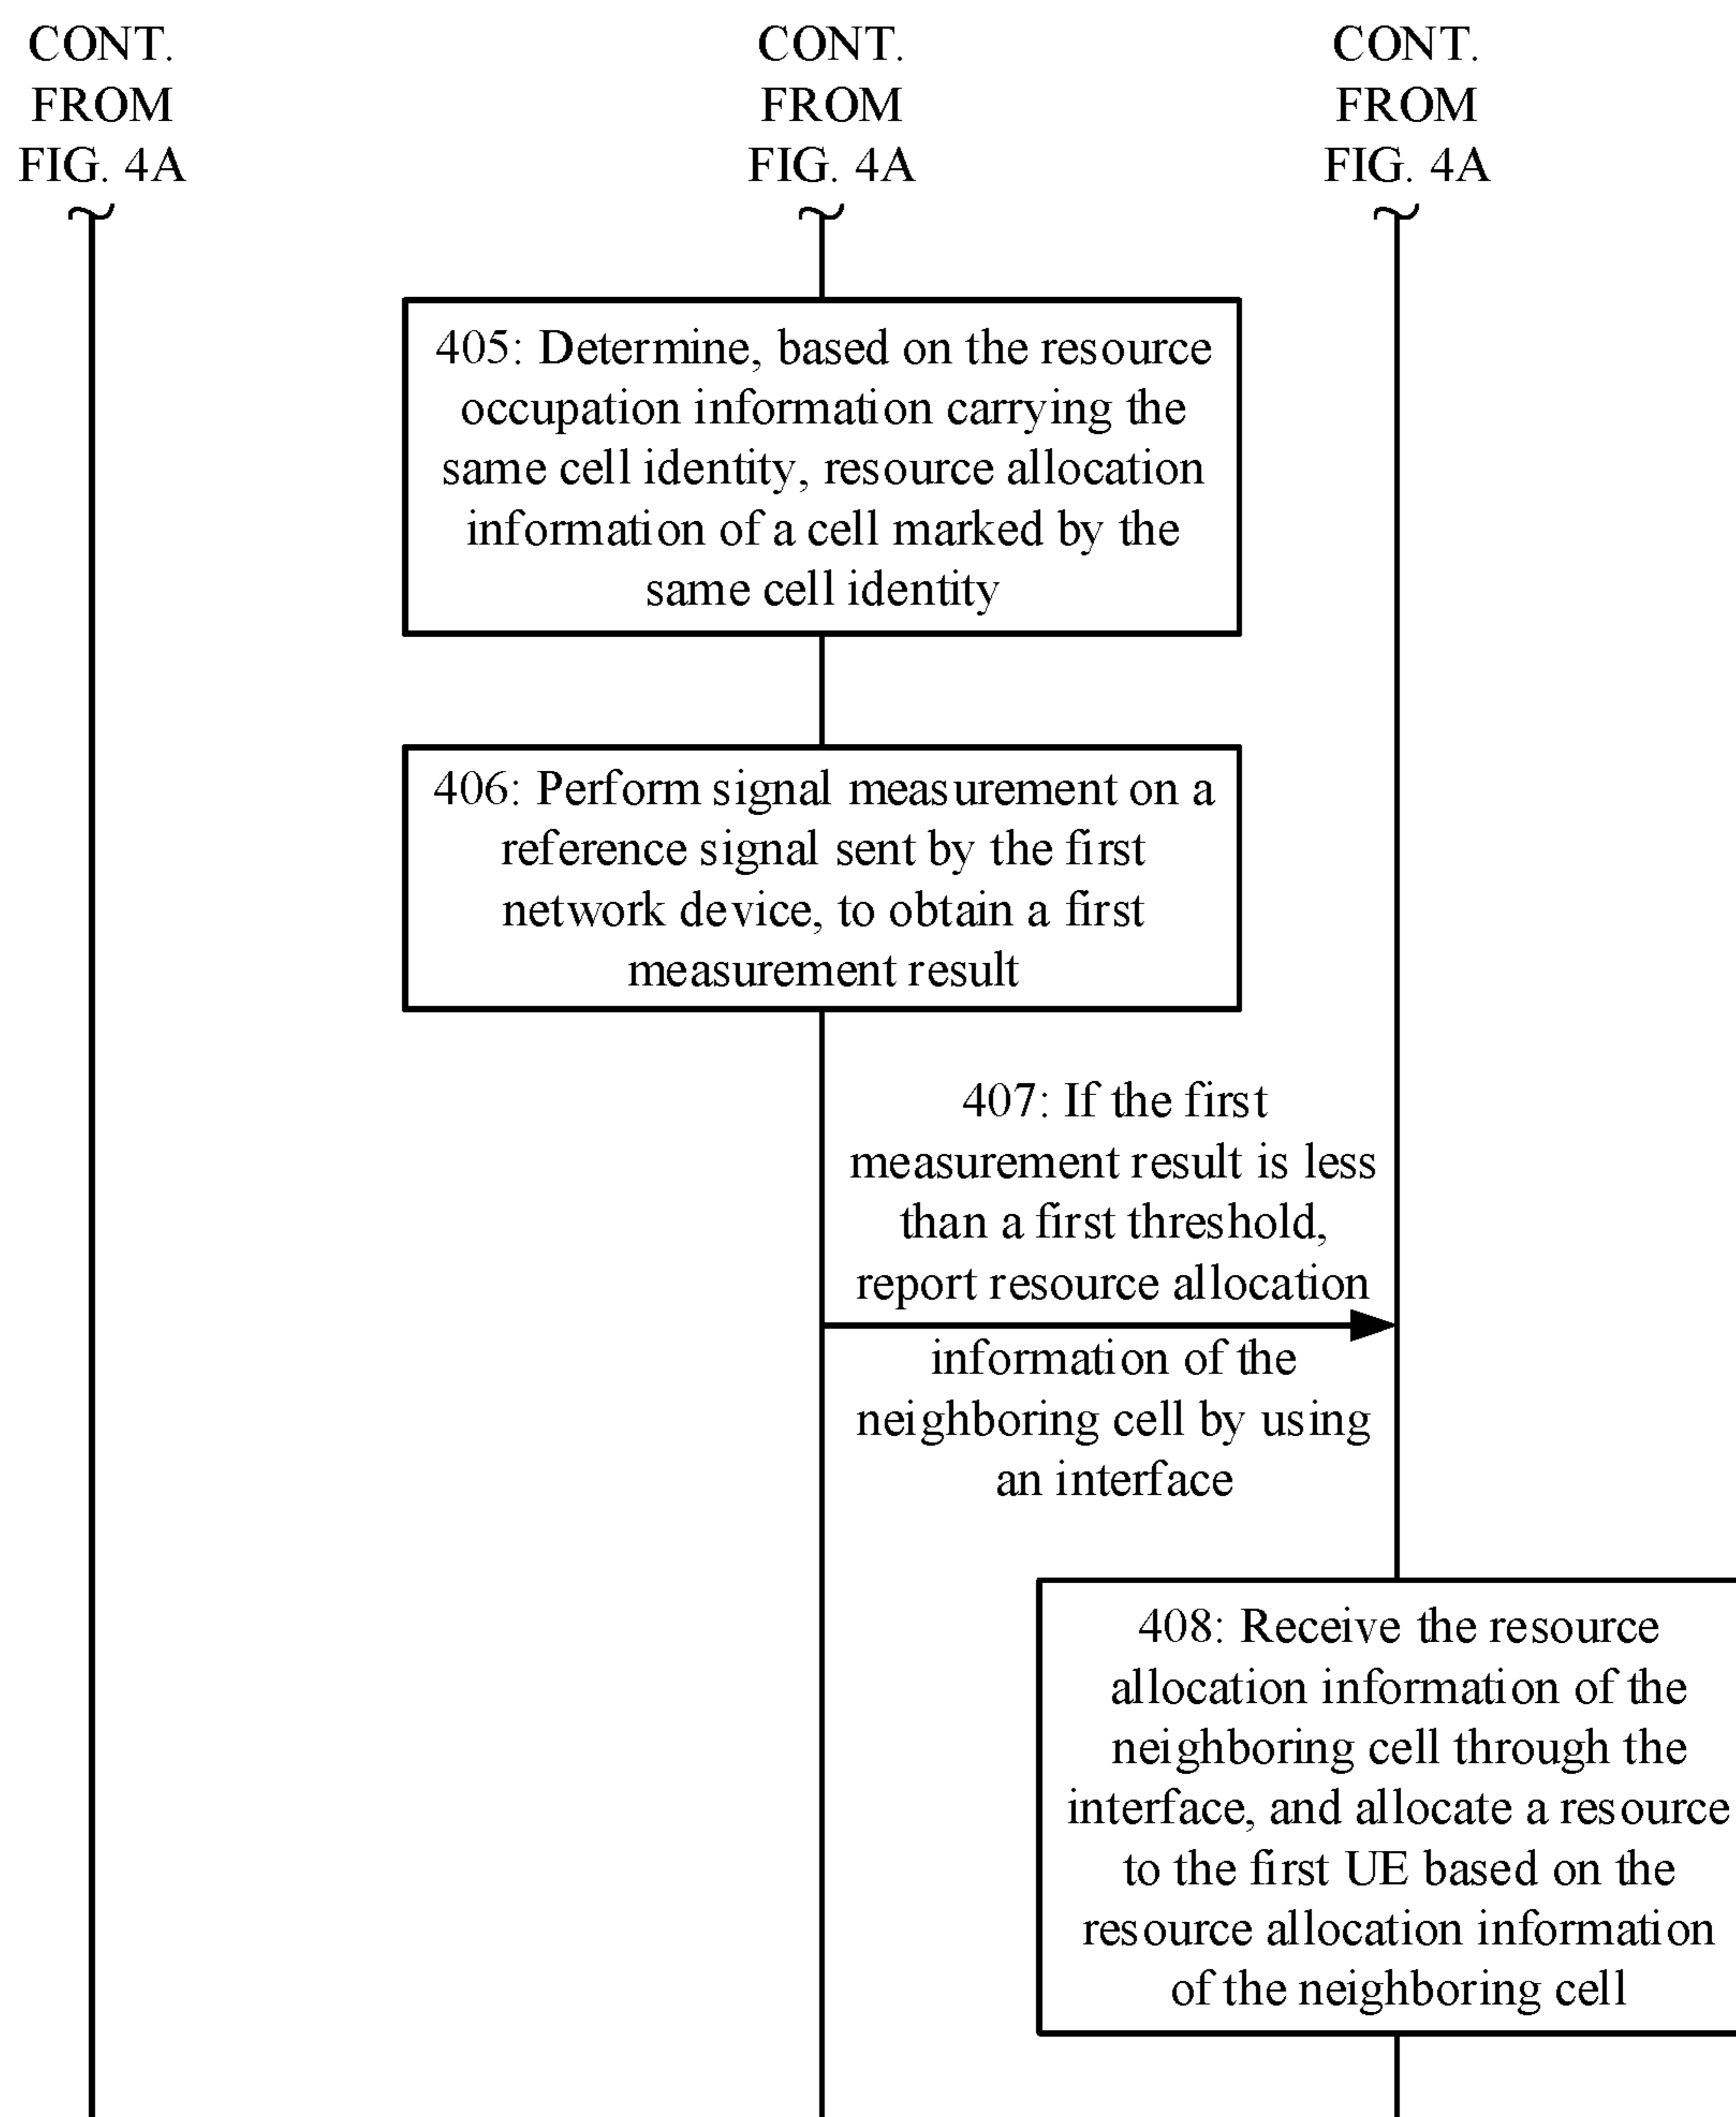 CONT.
FROM
FIG. 4A
CONT.
FROM
FIG. 4A
CONT.
FROM
FIG. 4A
405: Determine, based on the resource
occupation information carrying the
same cell identity, resource allocation
information of a cell marked by the
same cell identity
406: Perform signal measurement on a
reference signal sent by the first
network device, to obtain a first
measurement result
407: If the first
measurement result is less
than a first threshold,
report resource allocation
information of the
neighboring cell by using
an interface
408: Receive the resource
allocation information of the
neighboring cell through the
interface, and allocate a resource
to the first UE based on the
resource allocation information
of the neighboring cell